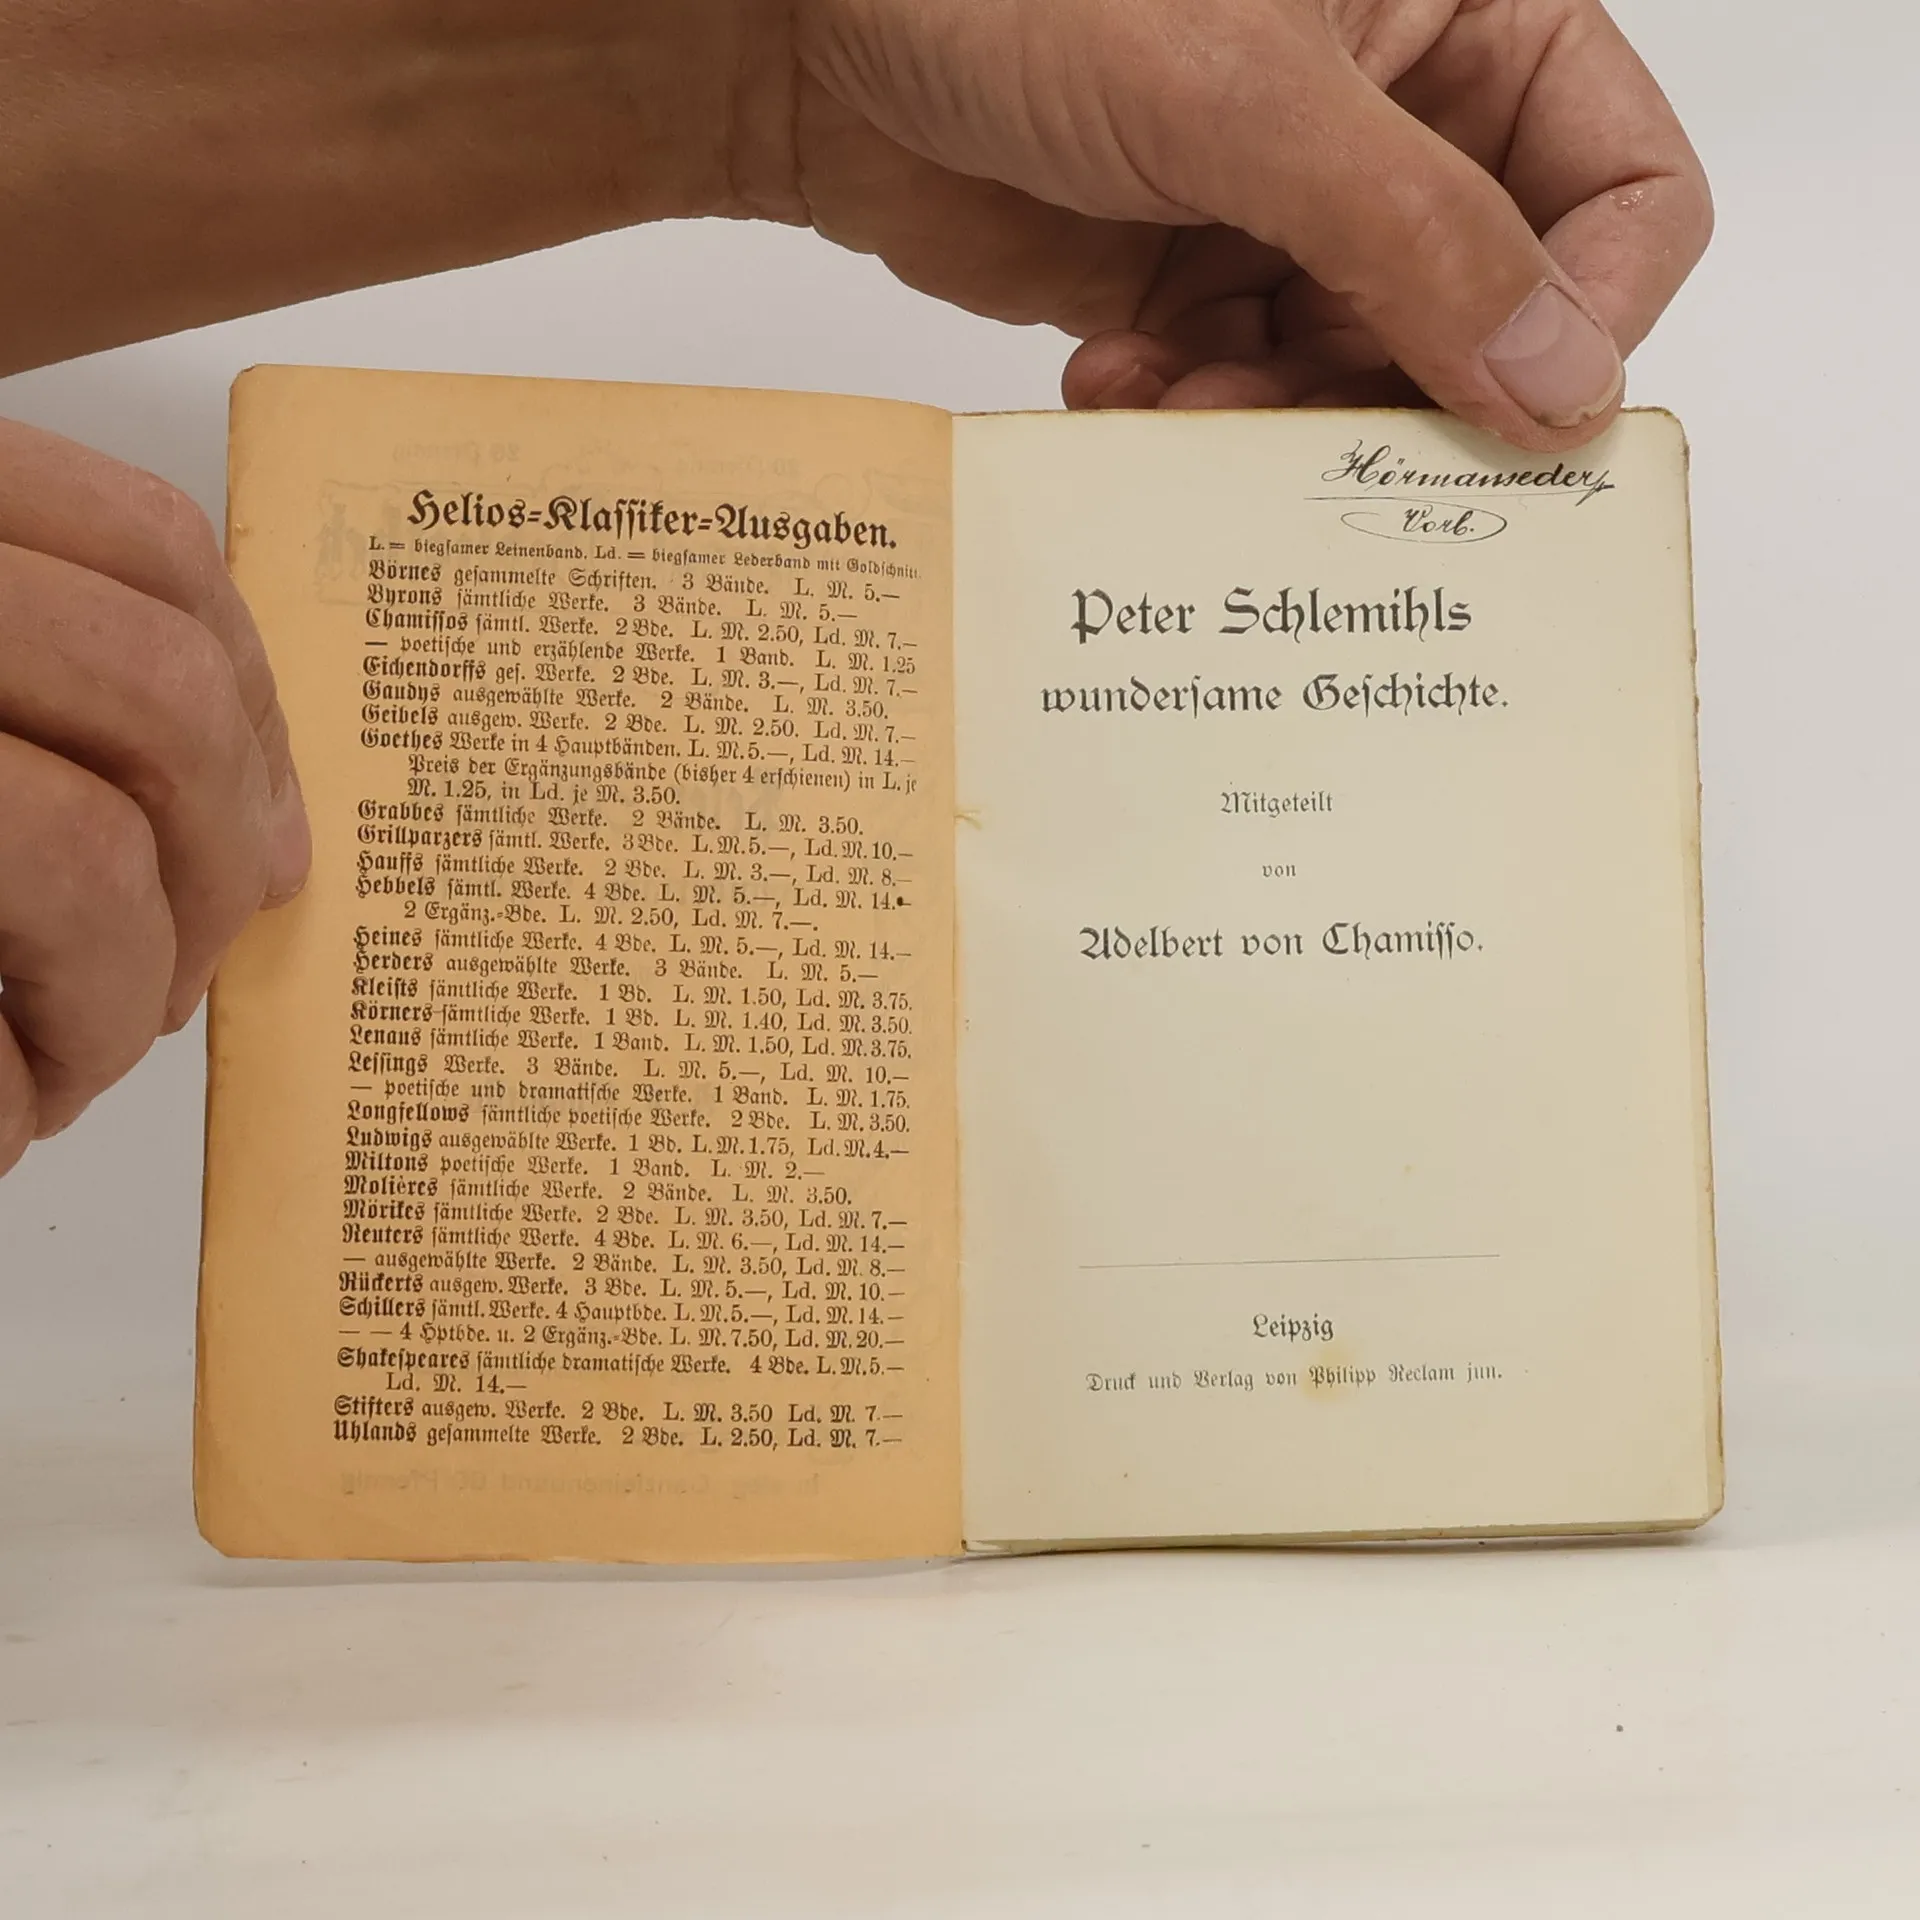 Helios-Klassiker-Ausgaben.
L. = biegsamer Leinenband. Ld. = biegsamer Lederband mit Goldschnitt.
Börnes gesammelte Schriften. 3 Bände. L. M. 5.—
Byrons sämtliche Werke. 3 Bände. L. M. 5.—
Chamissos sämtl. Werke. 2 Bde. L. M. 2.50, Ld. M. 7.—
— poetische und erzählende Werke. 1 Band. L. M. 1.25
Eichendorffs ges. Werke. 2 Bde. L. M. 3.—, Ld. M. 7.—
Gaudys ausgewählte Werke. 2 Bände. L. M. 3.50.
Geibels ausgew. Werke. 2 Bde. L. M. 2.50. Ld. M. 7.—
Goethes Werke in 4 Hauptbänden. L. M. 5.—, Ld. M. 14.—
Preis der Ergänzungsbände (bisher 4 erschienen) in L. je
M. 1.25, in Ld. je M. 3.50.
Grabbes sämtliche Werke. 2 Bände. L. M. 3.50.
Grillparzers sämtl. Werke. 3 Bde. L. M. 5.—, Ld. M. 10.—
Hauffs sämtliche Werke. 2 Bde. L. M. 3.—, Ld. M. 8.—
Hebbels sämtl. Werke. 4 Bde. L. M. 5.—, Ld. M. 14.—
2 Ergänz.-Bde. L. M. 2.50, Ld. M. 7.—.
Heines sämtliche Werke. 4 Bde. L. M. 5.—, Ld. M. 14.—
Herders ausgewählte Werke. 3 Bände. L. M. 5.—
Kleists sämtliche Werke. 1 Bd. L. M. 1.50, Ld. M. 3.75.
Körners sämtliche Werke. 1 Bd. L. M. 1.40, Ld. M. 3.50.
Lenaus sämtliche Werke. 1 Band. L. M. 1.50, Ld. M. 3.75.
Lessings Werke. 3 Bände. L. M. 5.—, Ld. M. 10.—
— poetische und dramatische Werke. 1 Band. L. M. 1.75.
Longfellows sämtliche poetische Werke. 2 Bde. L. M. 3.50.
Ludwigs ausgewählte Werke. 1 Bd. L. M. 1.75, Ld. M. 4.—
Miltons poetische Werke. 1 Band. L. M. 2.—
Molières sämtliche Werke. 2 Bände. L. M. 3.50.
Mörikes sämtliche Werke. 2 Bde. L. M. 3.50, Ld. M. 7.—
Reuters sämtliche Werke. 4 Bde. L. M. 6.—, Ld. M. 14.—
— ausgewählte Werke. 2 Bände. L. M. 3.50, Ld. M. 8.—
Rückerts ausgew. Werke. 3 Bde. L. M. 5.—, Ld. M. 10.—
Schillers sämtl. Werke. 4 Hauptbde. L. M. 5.—, Ld. M. 14.—
— — 4 Hptbde. u. 2 Ergänz.-Bde. L. M. 7.50, Ld. M. 20.—
Shakespeares sämtliche dramatische Werke. 4 Bde. L. M. 5.—
Ld. M. 14.—
Stifters ausgew. Werke. 2 Bde. L. M. 3.50 Ld. M. 7.—
Uhlands gesammelte Werke. 2 Bde. L. 2.50, Ld. M. 7.—
Hörmanseder
Vorb.
Peter Schlemihls
wundersame Geschichte.
Mitgeteilt
von
Adelbert von Chamisso.
Leipzig
Druck und Verlag von Philipp Reclam jun.